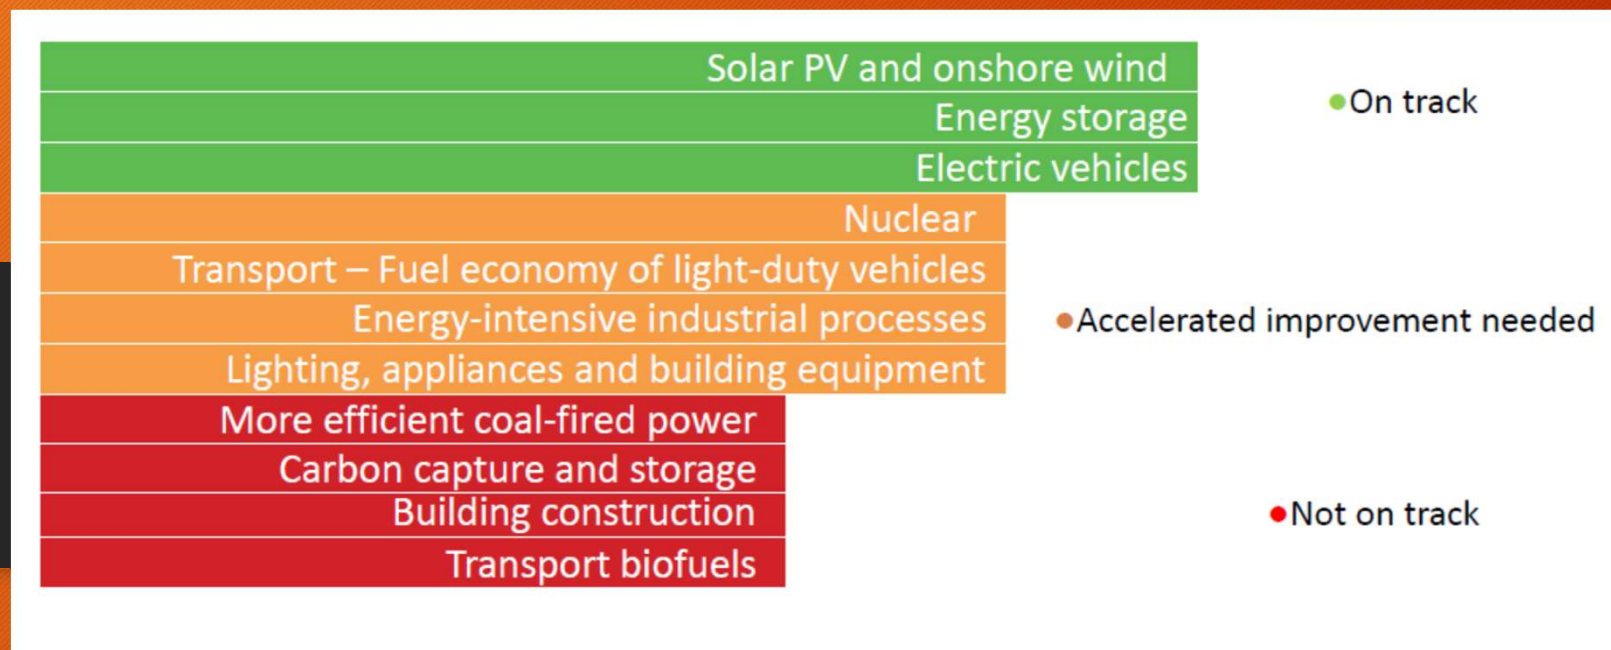 Solar PV and onshore wind
Energy storage
●On track
Electric vehicles
Nuclear
Transport – Fuel economy of light-duty vehicles
Energy-intensive industrial processes
●Accelerated improvement needed
Lighting, appliances and building equipment
More efficient coal-fired power
Carbon capture and storage
Building construction
●Not on track
Transport biofuels